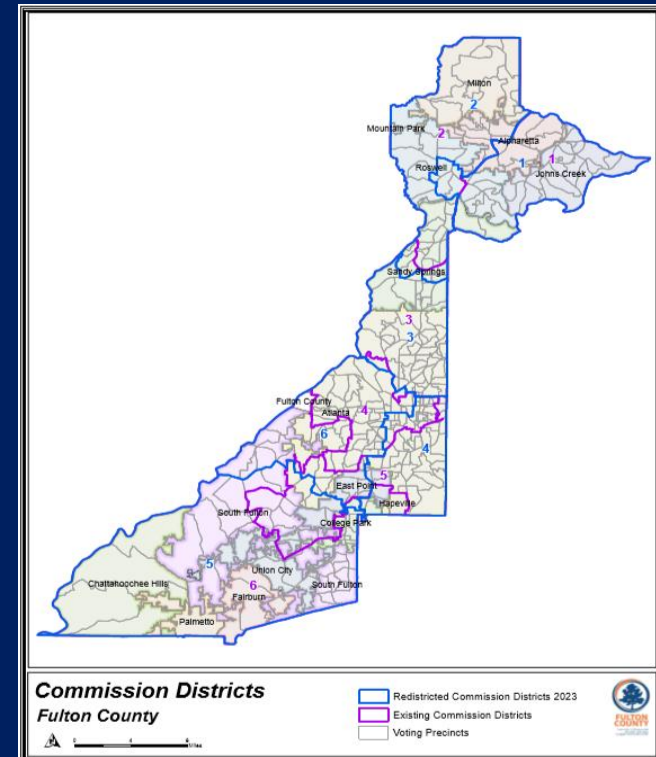 Milton
2
Mountain Park
2
Alpharetta
1
1
Roswell
Johns Creek
Sandy Springs
3
3
Fulton County
4
Atlanta
6
4
5
East Point
Hapeville
South Fulton
College Park
5
Union City
Chattahoochee Hills
6
South Fulton
Fairburn
Palmetto
Commission Districts
Fulton County
Redistricted Commission Districts 2023
Existing Commission Districts
Voting Precincts
FULTON
COUNTY